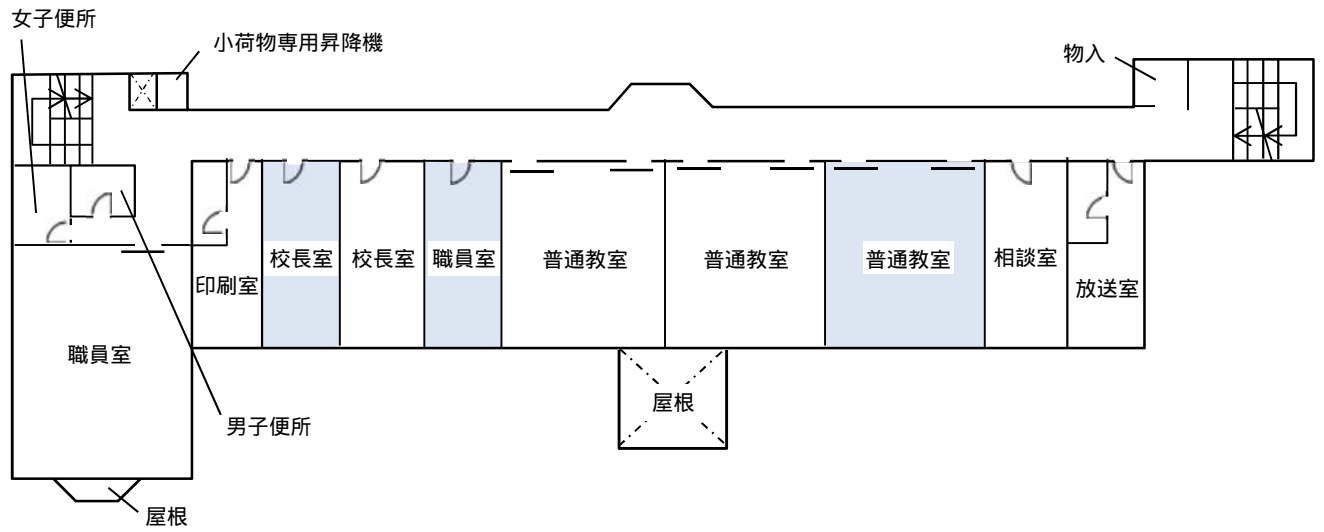 女子便所
小荷物専用昇降機
物入
印刷室
校長室
校長室
職員室
普通教室
普通教室
普通教室
相談室
放送室
職員室
屋根
男子便所
屋根